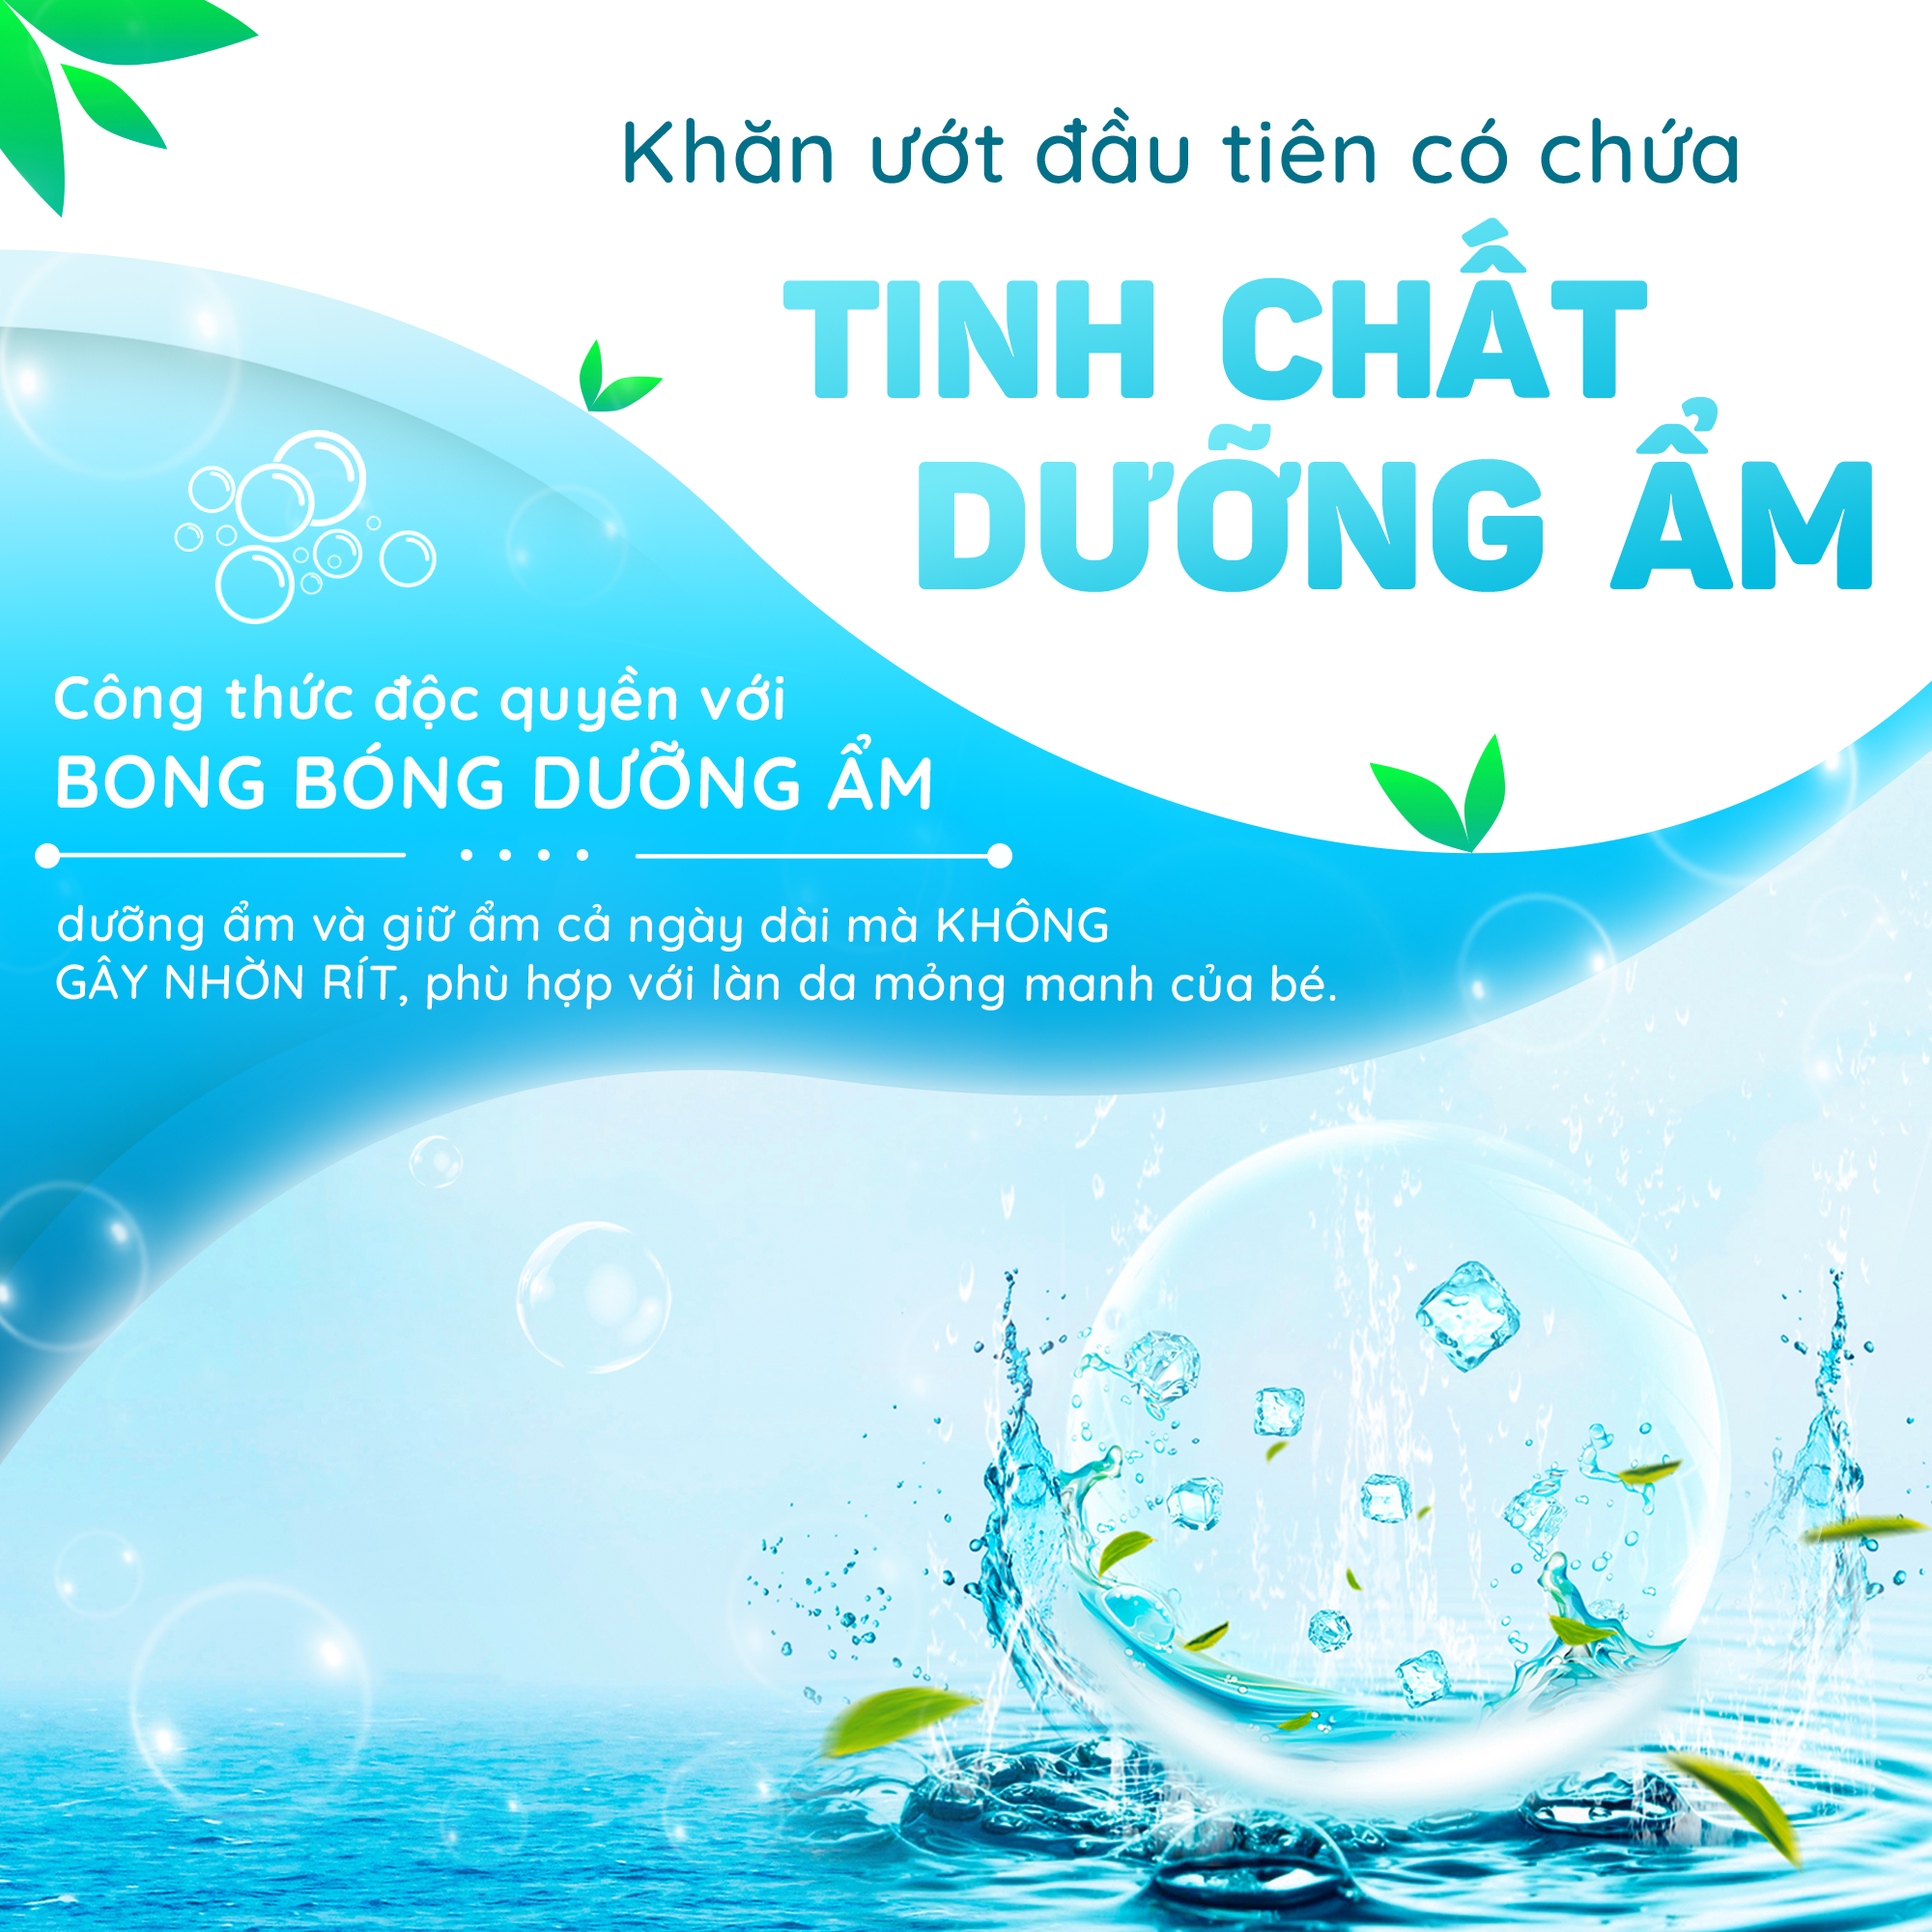 Khăn ướt đầu tiên có chứa
TINH CHẤT
DƯỠNG ẨM
Công thức độc quyền với
BONG BÓNG DƯỠNG ẨM
dưỡng ẩm và giữ ẩm cả ngày dài mà KHÔNG
GÂY NHỜN RÍT, phù hợp với làn da mỏng manh của bé.